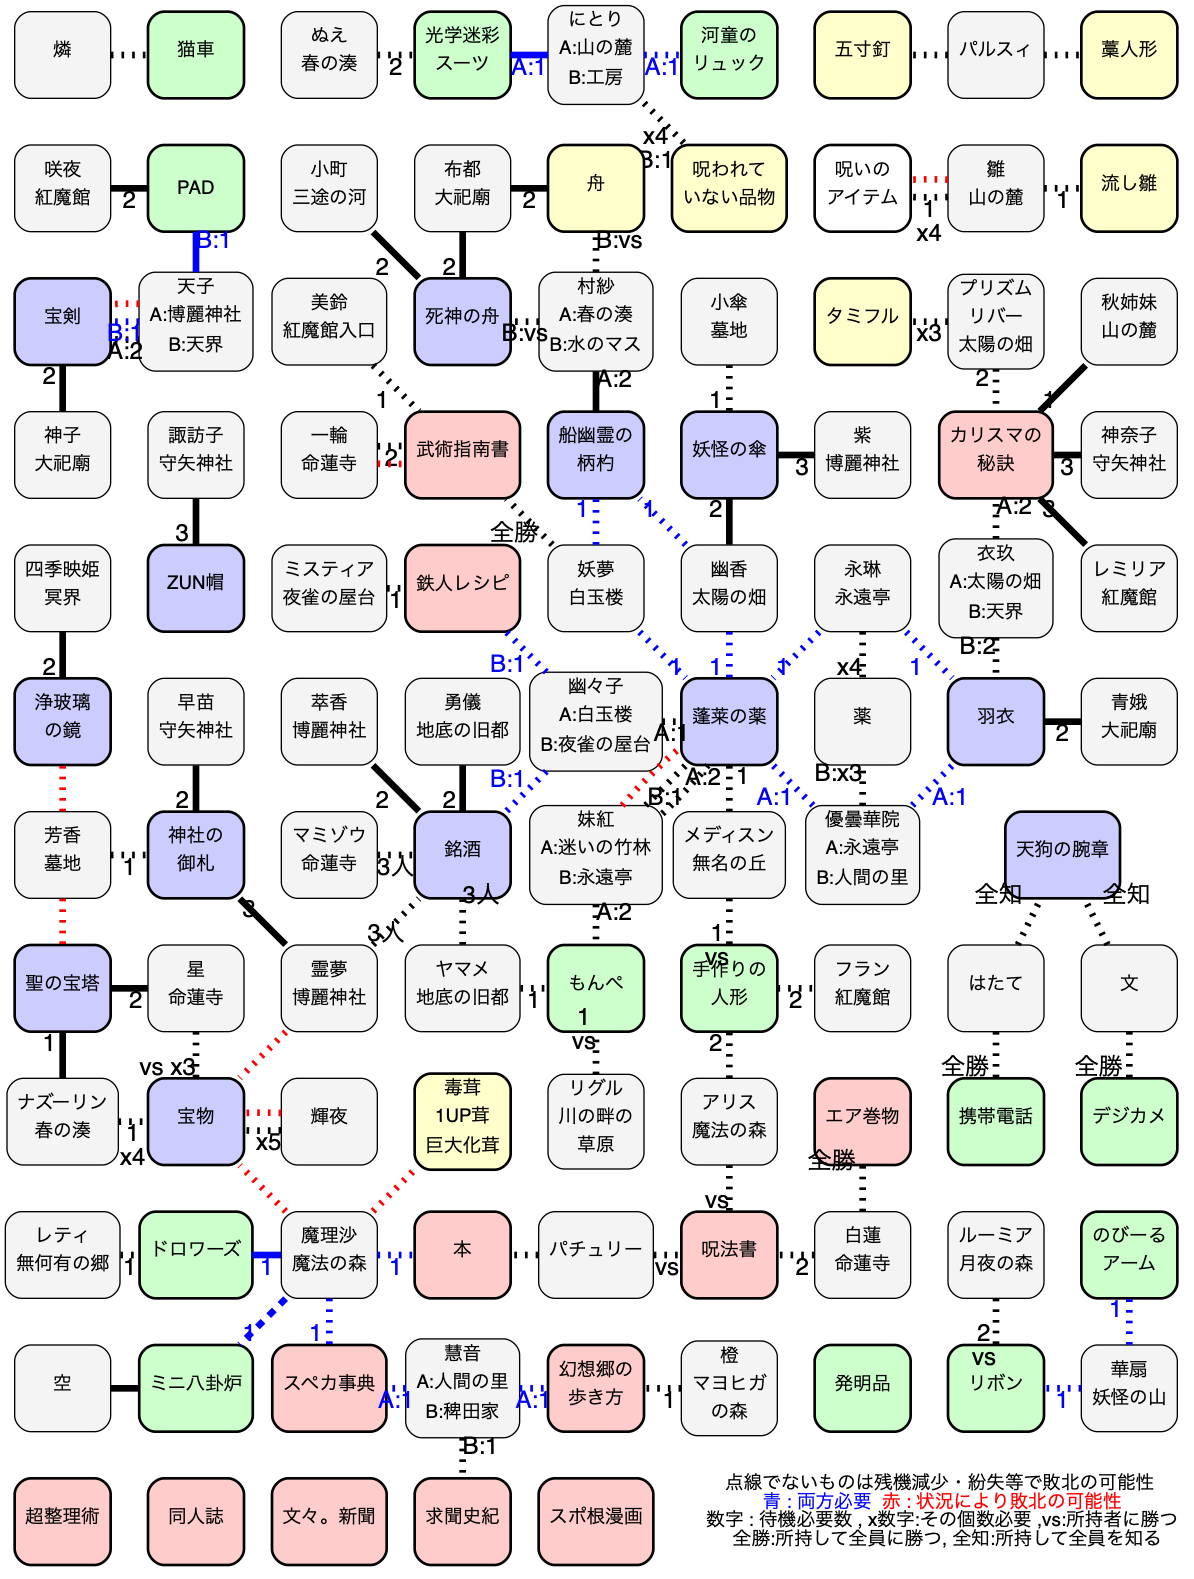 燐
猫車
ぬえ
春の湊
2
光学迷彩
スーツ
A:1
にとり
A:山の麓
B:工房
A:1
河童の
リュック
五寸釘
パルスィ
藁人形
x4
B:1
咲夜
紅魔館
2
PAD
小町
三途の河
布都
大祀廟
2
舟
呪われて
いない品物
呪いの
アイテム
1
x4
雛
山の麓
1
流し雛
B:1
2
2
B:vs
宝剣
B:1
A:2
天子
A:博麗神社
B:天界
美鈴
紅魔館入口
死神の舟
B:vs
村紗
A:春の湊
B:水のマス
小傘
墓地
タミフル
x3
プリズム
リバー
太陽の畑
秋姉妹
山の麓
2
1
A:2
1
2
1
神子
大祀廟
諏訪子
守矢神社
一輪
命蓮寺
2
武術指南書
船幽霊の
柄杓
妖怪の傘
3
紫
博麗神社
カリスマの
秘訣
3
神奈子
守矢神社
3
全勝
1
1
2
A:2
3
四季映姫
冥界
ZUN帽
ミスティア
夜雀の屋台
1
鉄人レシピ
妖夢
白玉楼
幽香
太陽の畑
永琳
永遠亭
衣玖
A:太陽の畑
B:天界
レミリア
紅魔館
2
B:1
1
1
1
x4
1
B:2
浄玻璃
の鏡
早苗
守矢神社
萃香
博麗神社
勇儀
地底の旧都
幽々子
A:白玉楼
B:夜雀の屋台
A:1
蓬莱の薬
薬
羽衣
2
青娥
大祀廟
2
2
2
B:1
B:1
A:2
1
A:1
B:x3
A:1
芳香
墓地
1
神社の
御札
マミゾウ
命蓮寺
3人
銘酒
妹紅
A:迷いの竹林
B:永遠亭
メディスン
無名の丘
優曇華院
A:永遠亭
B:人間の里
天狗の腕章
3
3人
3人
A:2
1
vs
全知
全知
聖の宝塔
2
星
命蓮寺
霊夢
博麗神社
ヤマメ
地底の旧都
1
もんぺ
手作りの
人形
2
フラン
紅魔館
はたて
文
1
vs x3
1
vs
2
全勝
全勝
ナズーリン
春の湊
1
x4
宝物
x5
輝夜
毒茸
1UP茸
巨大化茸
リグル
川の畔の
草原
アリス
魔法の森
エア巻物
携帯電話
デジカメ
vs
全勝
レティ
無何有の郷
1
ドロワーズ
1
魔理沙
魔法の森
1
本
パチュリー
vs
呪法書
2
白蓮
命蓮寺
ルーミア
月夜の森
のびーる
アーム
1
1
2
vs
1
空
ミニ八卦炉
スペカ事典
A:1
慧音
A:人間の里
B:稗田家
A:1
幻想郷の
歩き方
1
橙
マヨヒガ
の森
発明品
リボン
1
華扇
妖怪の山
B:1
超整理術
同人誌
文々。新聞
求聞史紀
スポ根漫画
点線でないものは残機減少・紛失等で敗北の可能性
青 : 両方必要 赤 : 状況により敗北の可能性
数字 : 待機必要数 , x数字:その個数必要 ,vs:所持者に勝つ
全勝:所持して全員に勝つ, 全知:所持して全員を知る